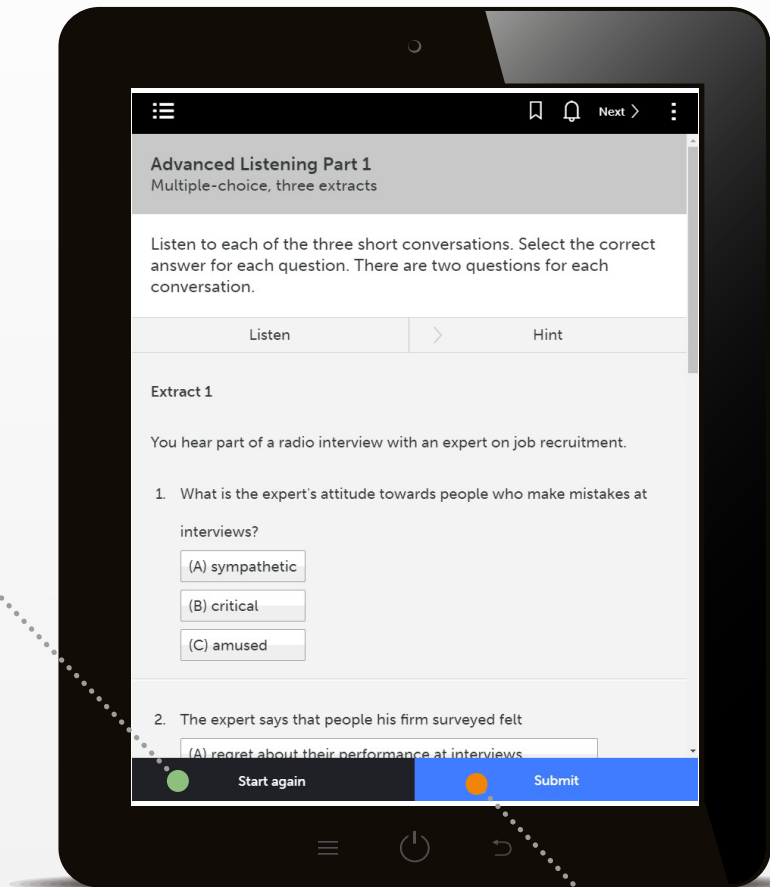 Next
Advanced Listening Part 1
Multiple-choice, three extracts
Listen to each of the three short conversations. Select the correct
answer for each question. There are two questions for each
conversation.
Listen
Hint
Extract 1
You hear part of a radio interview with an expert on job recruitment.
1. What is the expert's attitude towards people who make mistakes at
interviews?
(A) sympathetic
(B) critical
(C) amused
2. The expert says that people his firm surveyed felt
(A) regret about their performance at interviews
Start again
Submit